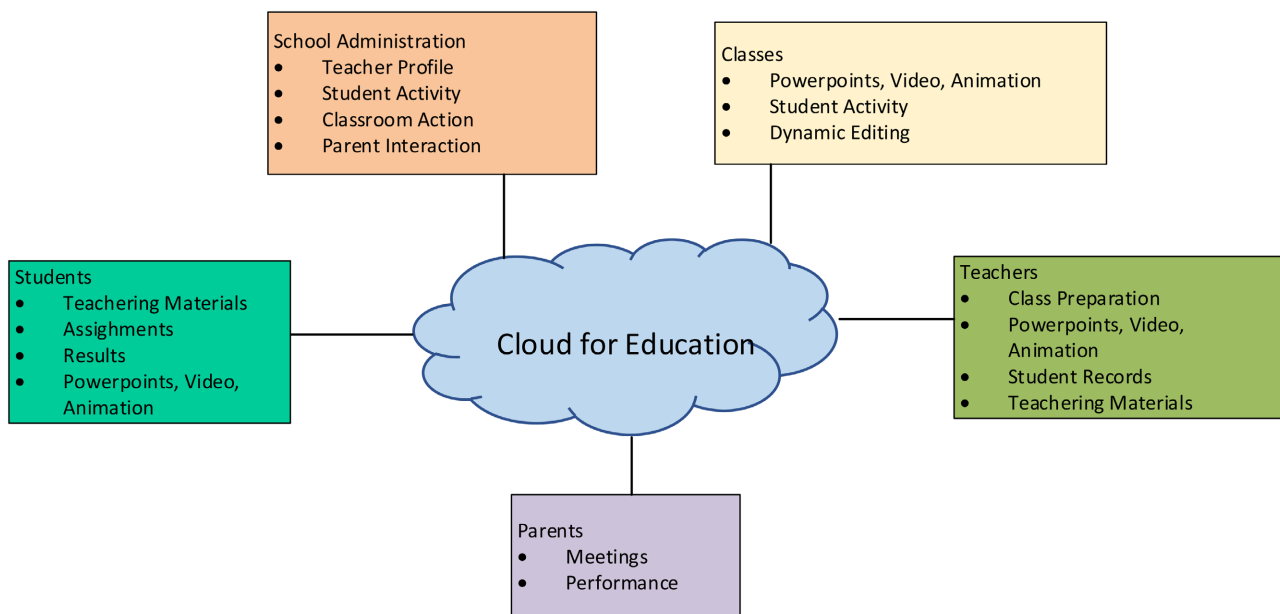 School Administration
• Teacher Profile
• Student Activity
• Classroom Action
• Parent Interaction
Classes
• Powerpoints, Video, Animation
• Student Activity
• Dynamic Editing
Students
• Teachering Materials
• Assighments
• Results
• Powerpoints, Video,
Animation
Cloud for Education
Teachers
• Class Preparation
• Powerpoints, Video,
Animation
• Student Records
• Teachering Materials
Parents
• Meetings
• Performance